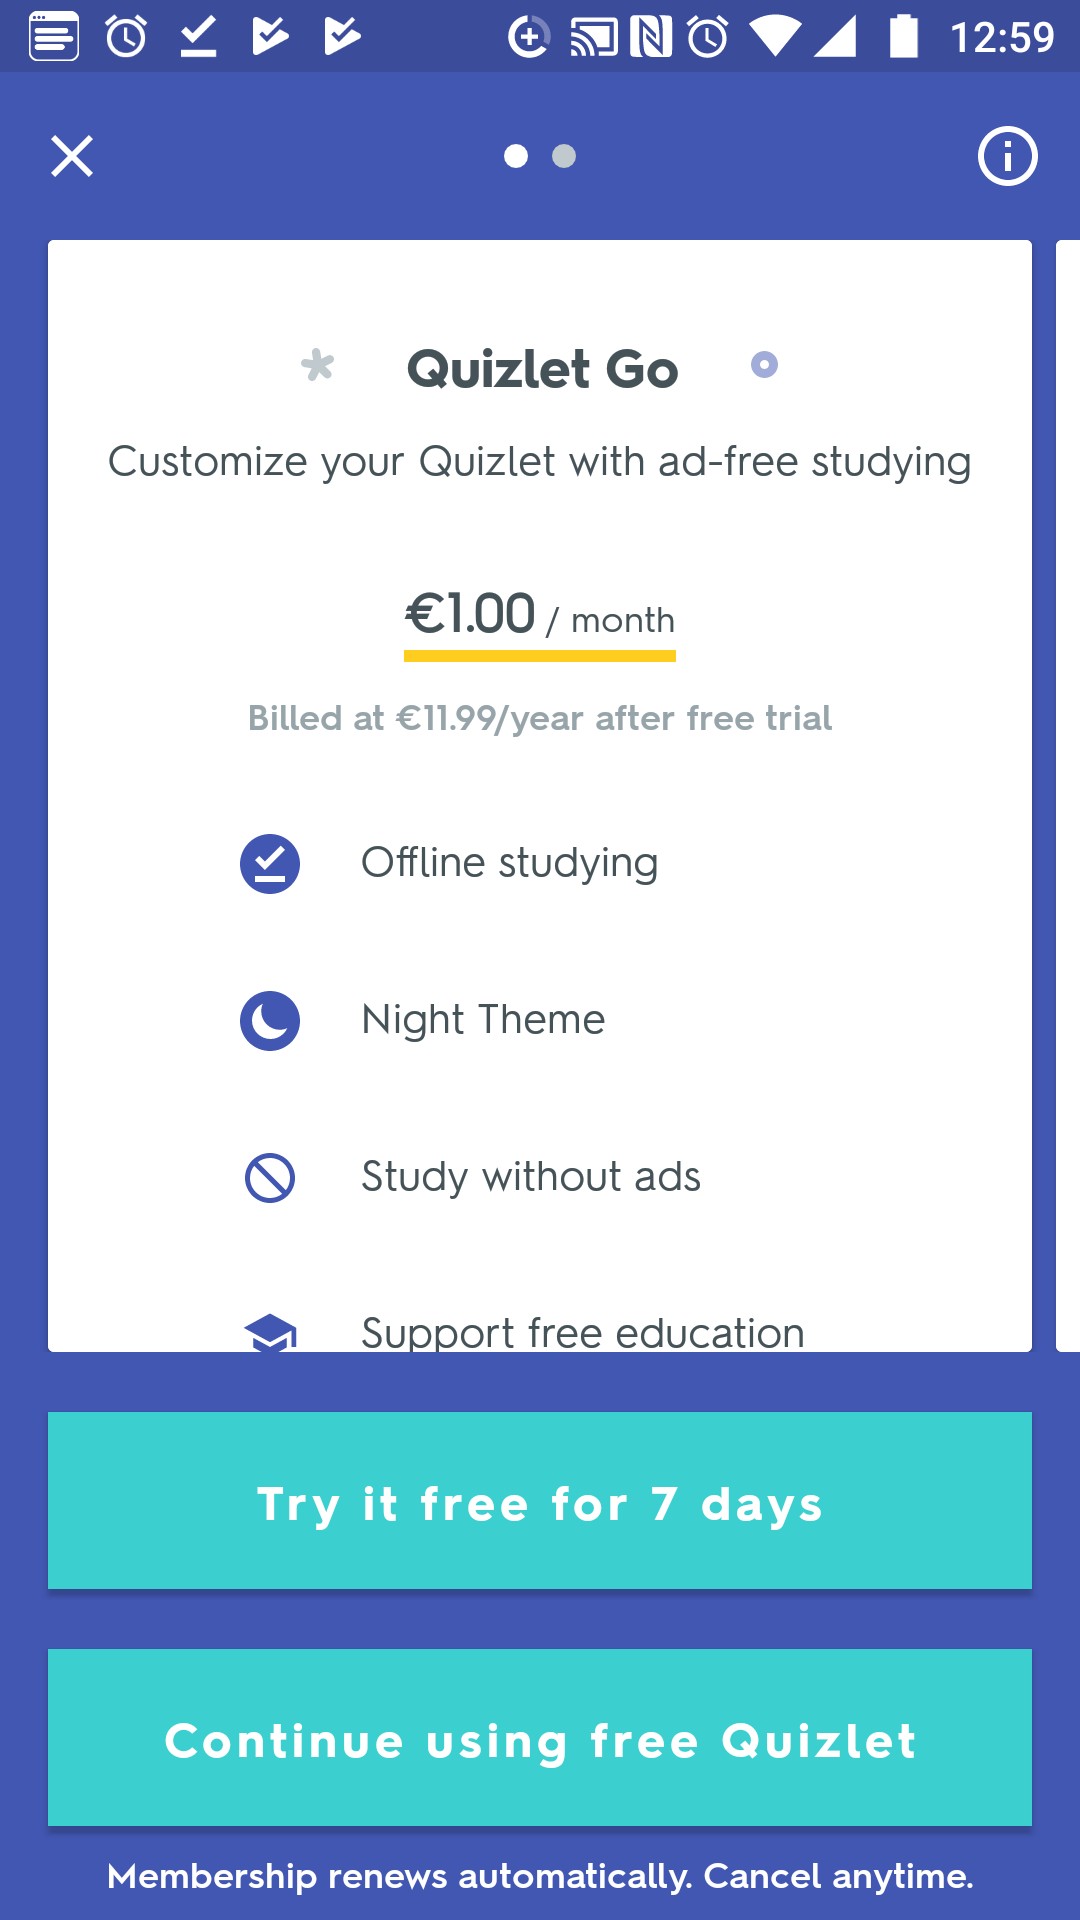 12:59
Quizlet Go
Customize your Quizlet with ad-free studying
€1.00 / month
Billed at €11.99/year after free trial
Offline studying
Night Theme
Study without ads
Support free education
Try it free for 7 days
Continue using free Quizlet
Membership renews automatically. Cancel anytime.